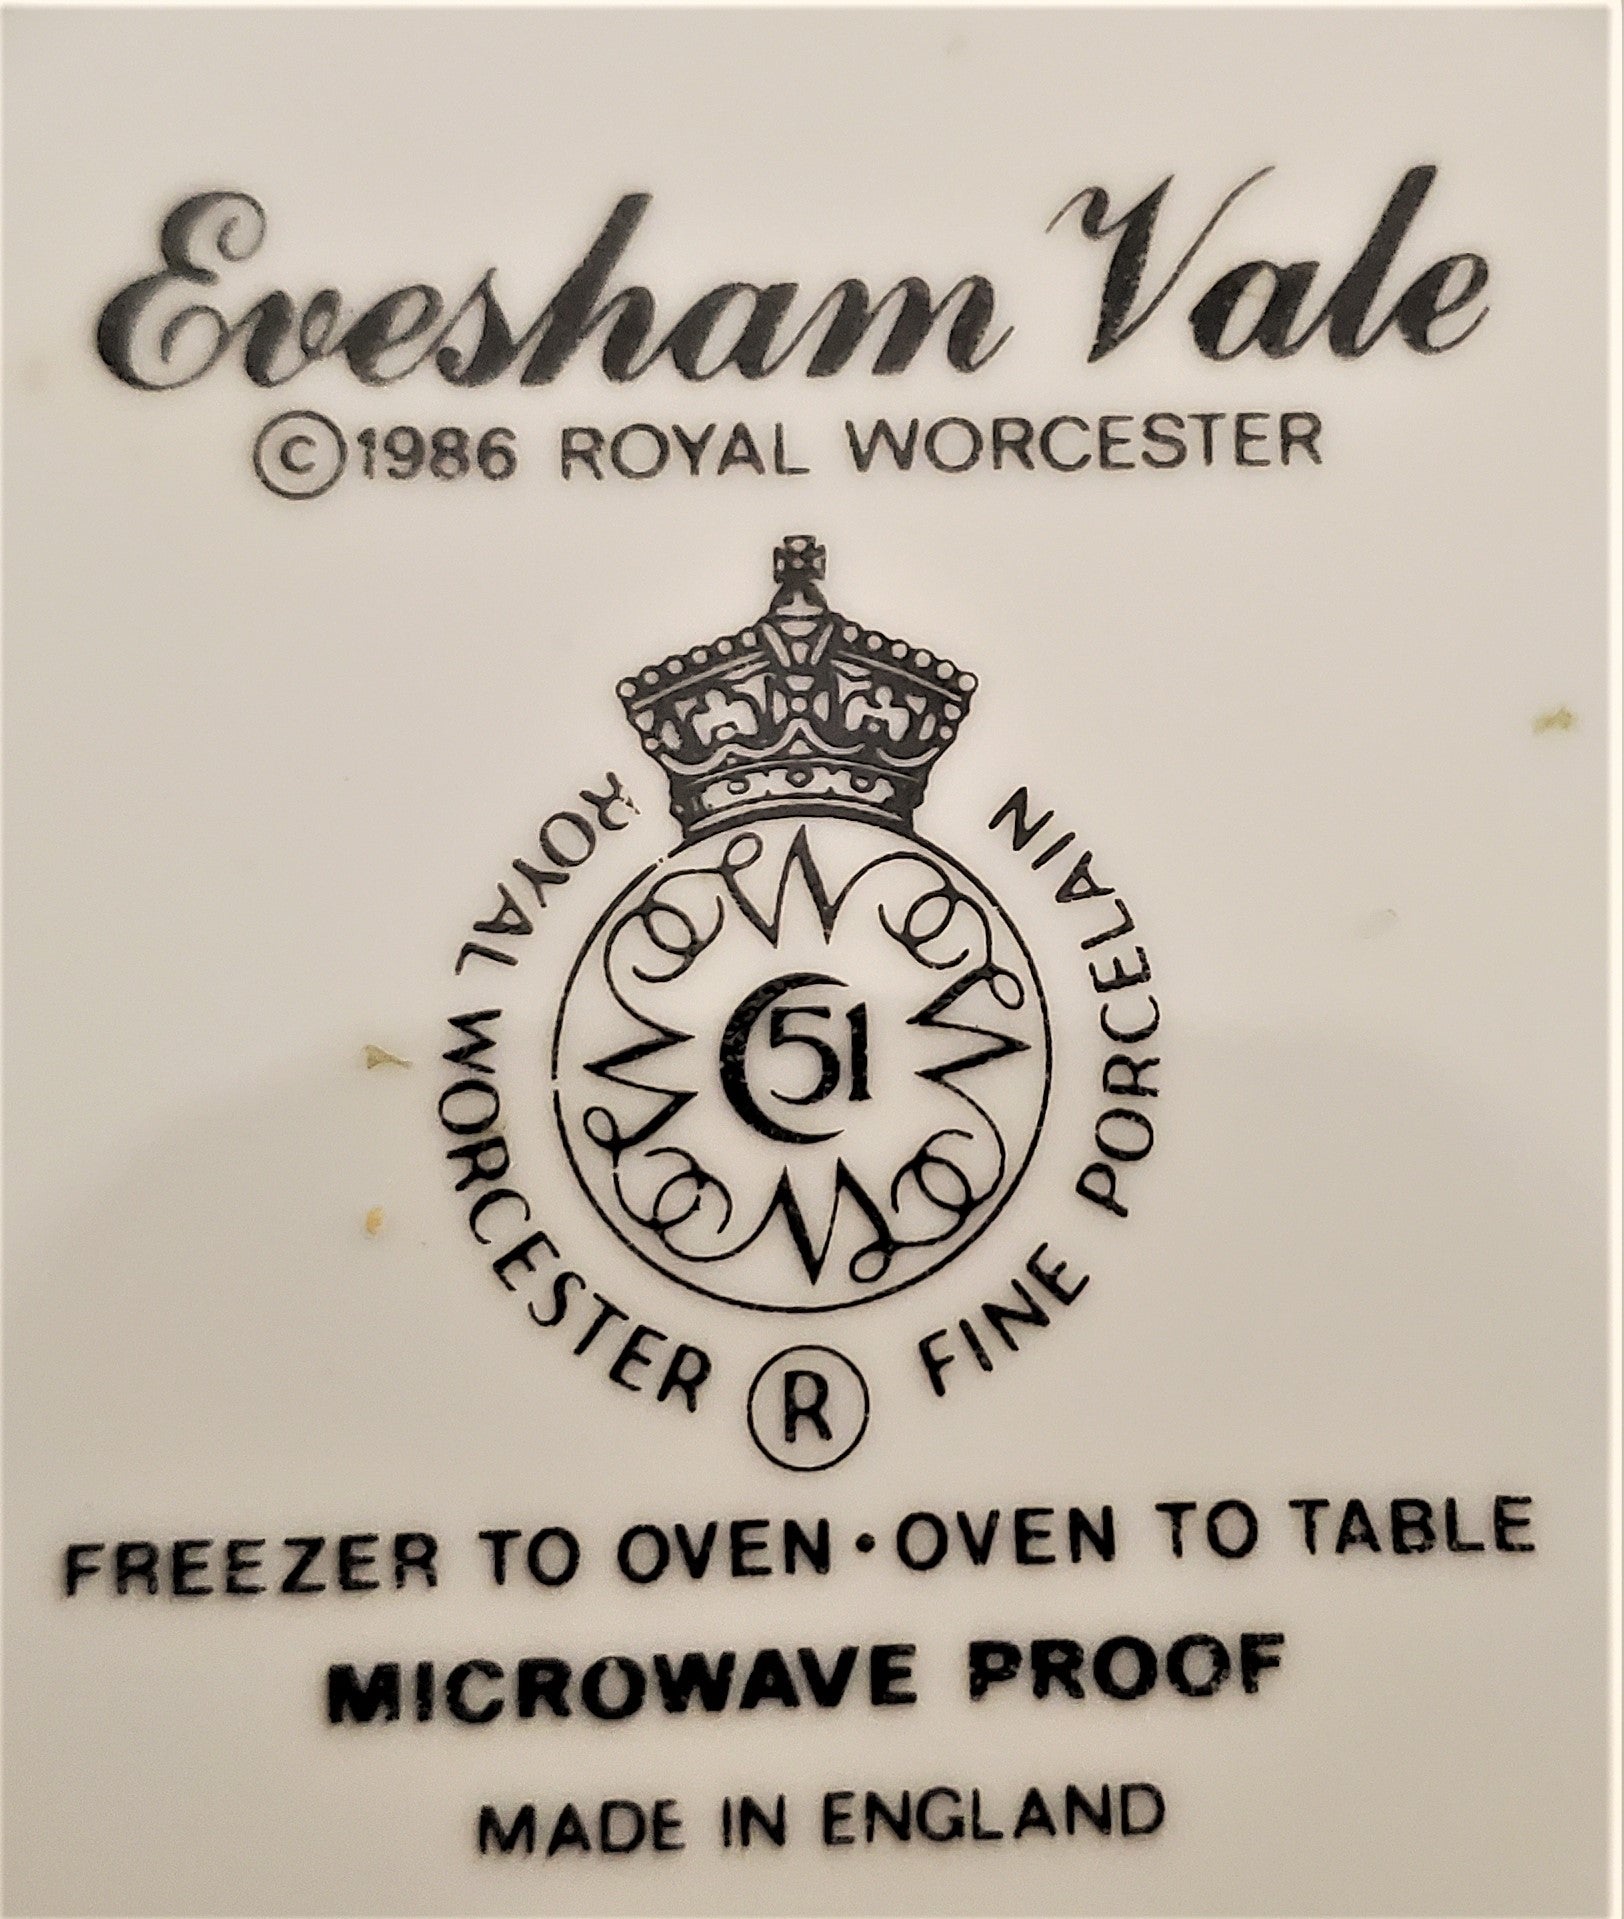 Evesham Vale
©1986 ROYAL WORCESTER
ROYAL WORCESTER ® FINE PORCELAIN
51
FREEZER TO OVEN · OVEN TO TABLE
MICROWAVE PROOF
MADE IN ENGLAND